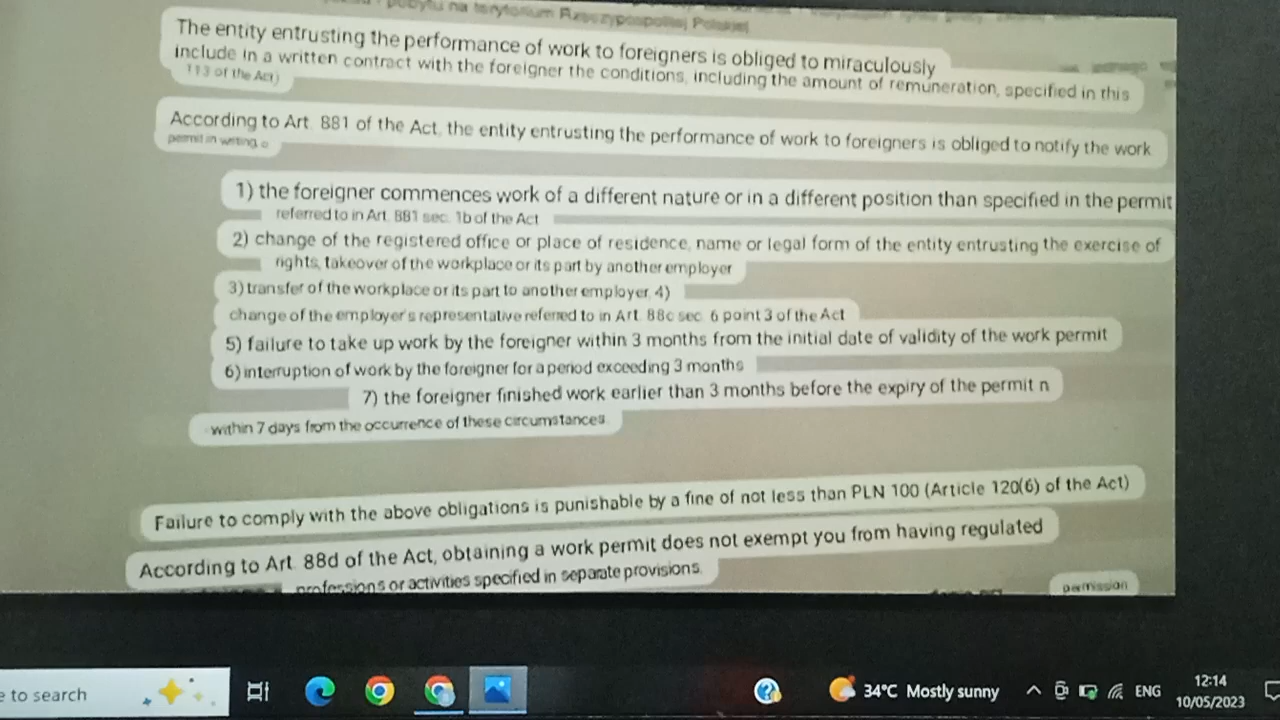 pobytu na terytorium Rzeczypospolitej Polskiej
The entity entrusting the performance of work to foreigners is obliged to miraculously
include in a written contract with the foreigner the conditions, including the amount of remuneration, specified in this
113 of the Act)
According to Art. 881 of the Act, the entity entrusting the performance of work to foreigners is obliged to notify the work
permit in writing, o
1) the foreigner commences work of a different nature or in a different position than specified in the permit
referred to in Art. 881 sec. 1b of the Act
2) change of the registered office or place of residence, name or legal form of the entity entrusting the exercise of
rights, takeover of the workplace or its part by another employer
3) transfer of the workplace or its part to another employer, 4)
change of the employer's representative referred to in Art. 88c sec. 6 point 3 of the Act
5) failure to take up work by the foreigner within 3 months from the initial date of validity of the work permit
6) interruption of work by the foreigner for a period exceeding 3 months
7) the foreigner finished work earlier than 3 months before the expiry of the permit n
within 7 days from the occurrence of these circumstances.
Failure to comply with the above obligations is punishable by a fine of not less than PLN 100 (Article 120(6) of the Act)
According to Art. 88d of the Act, obtaining a work permit does not exempt you from having regulated
professions or activities specified in separate provisions.
permission
e to search
34°C Mostly sunny
ENG
12:14
10/05/2023